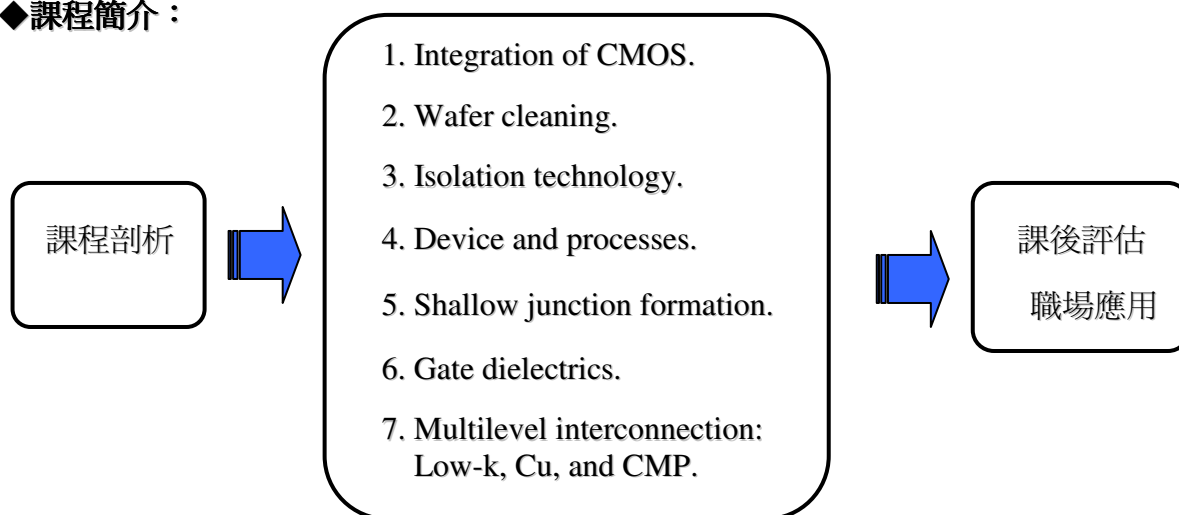 ◆課程簡介：
課程剖析
1. Integration of CMOS.
2. Wafer cleaning.
3. Isolation technology.
4. Device and processes.
5. Shallow junction formation.
6. Gate dielectrics.
7. Multilevel interconnection:
Low-k, Cu, and CMP.
課後評估
職場應用